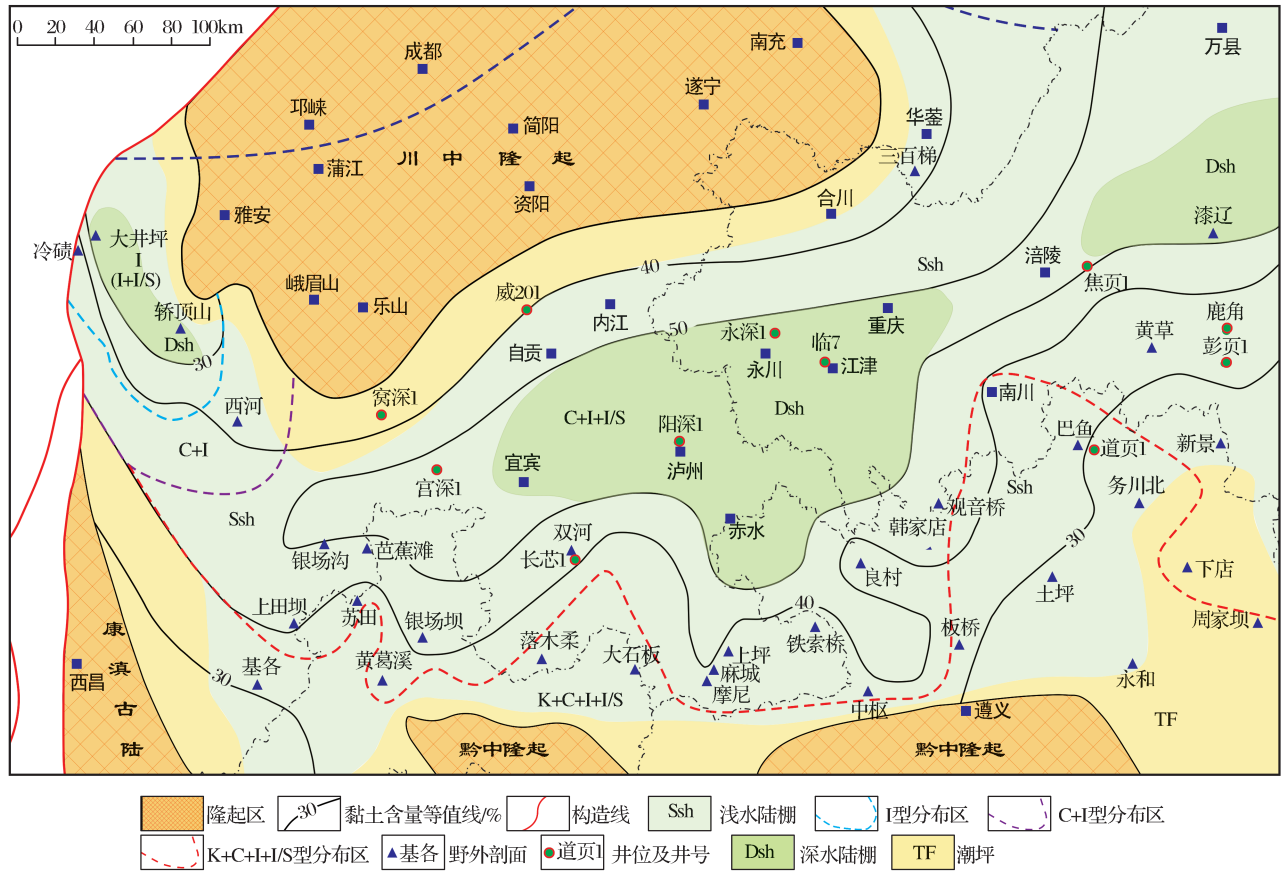 0 20 40 60 80 100km
成都
南充
万县
遂宁
邛崃
简阳
华蓥
川中隆起
三百梯
蒲江
Dsh
资阳
合川
雅安
漆辽
冷碛
大井坪
I
(I+I/S)
40
Ssh
涪陵
焦页1
峨眉山
乐山
威201
内江
轿顶山
重庆
鹿角
50
永深1
黄草
Dsh
临7
彭页1
30
自贡
永川
江津
窝深1
南川
西河
C+I+I/S
阳深1
Dsh
巴鱼
新景
C+I
道页1
宜宾
泸州
宫深1
Ssh
务川北
观音桥
Ssh
赤水
韩家店
双河
30
银场沟
芭蕉滩
长芯1
良村
下店
土坪
上田坝
苏田
40
银场坝
周家坝
康滇古陆
落木柔
铁索桥
板桥
黄葛溪
大石板
上坪
基各
麻城
永和
西昌
30
摩尼
K+C+I+I/S
中枢
遵义
TF
黔中隆起
黔中隆起
隆起区
30
黏土含量等值线/%
构造线
Ssh
浅水陆棚
I型分布区
C+I型分布区
K+C+I+I/S型分布区
基各
野外剖面
道页1
井位及井号
Dsh
深水陆棚
TF
潮坪